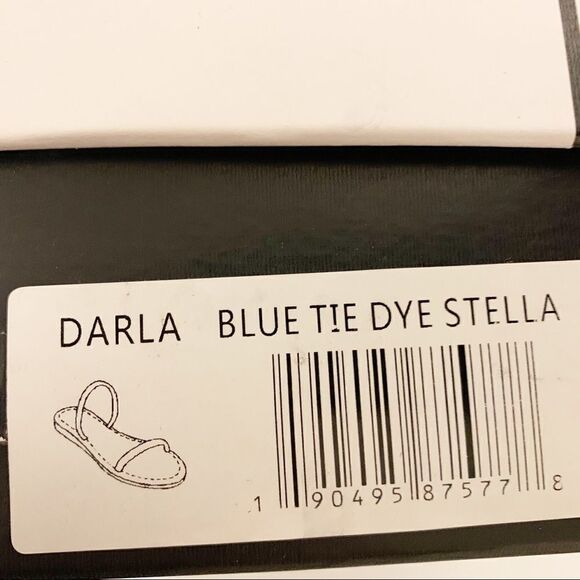 DARLA BLUE TIE DYE STELLA
1 90495 87577 8